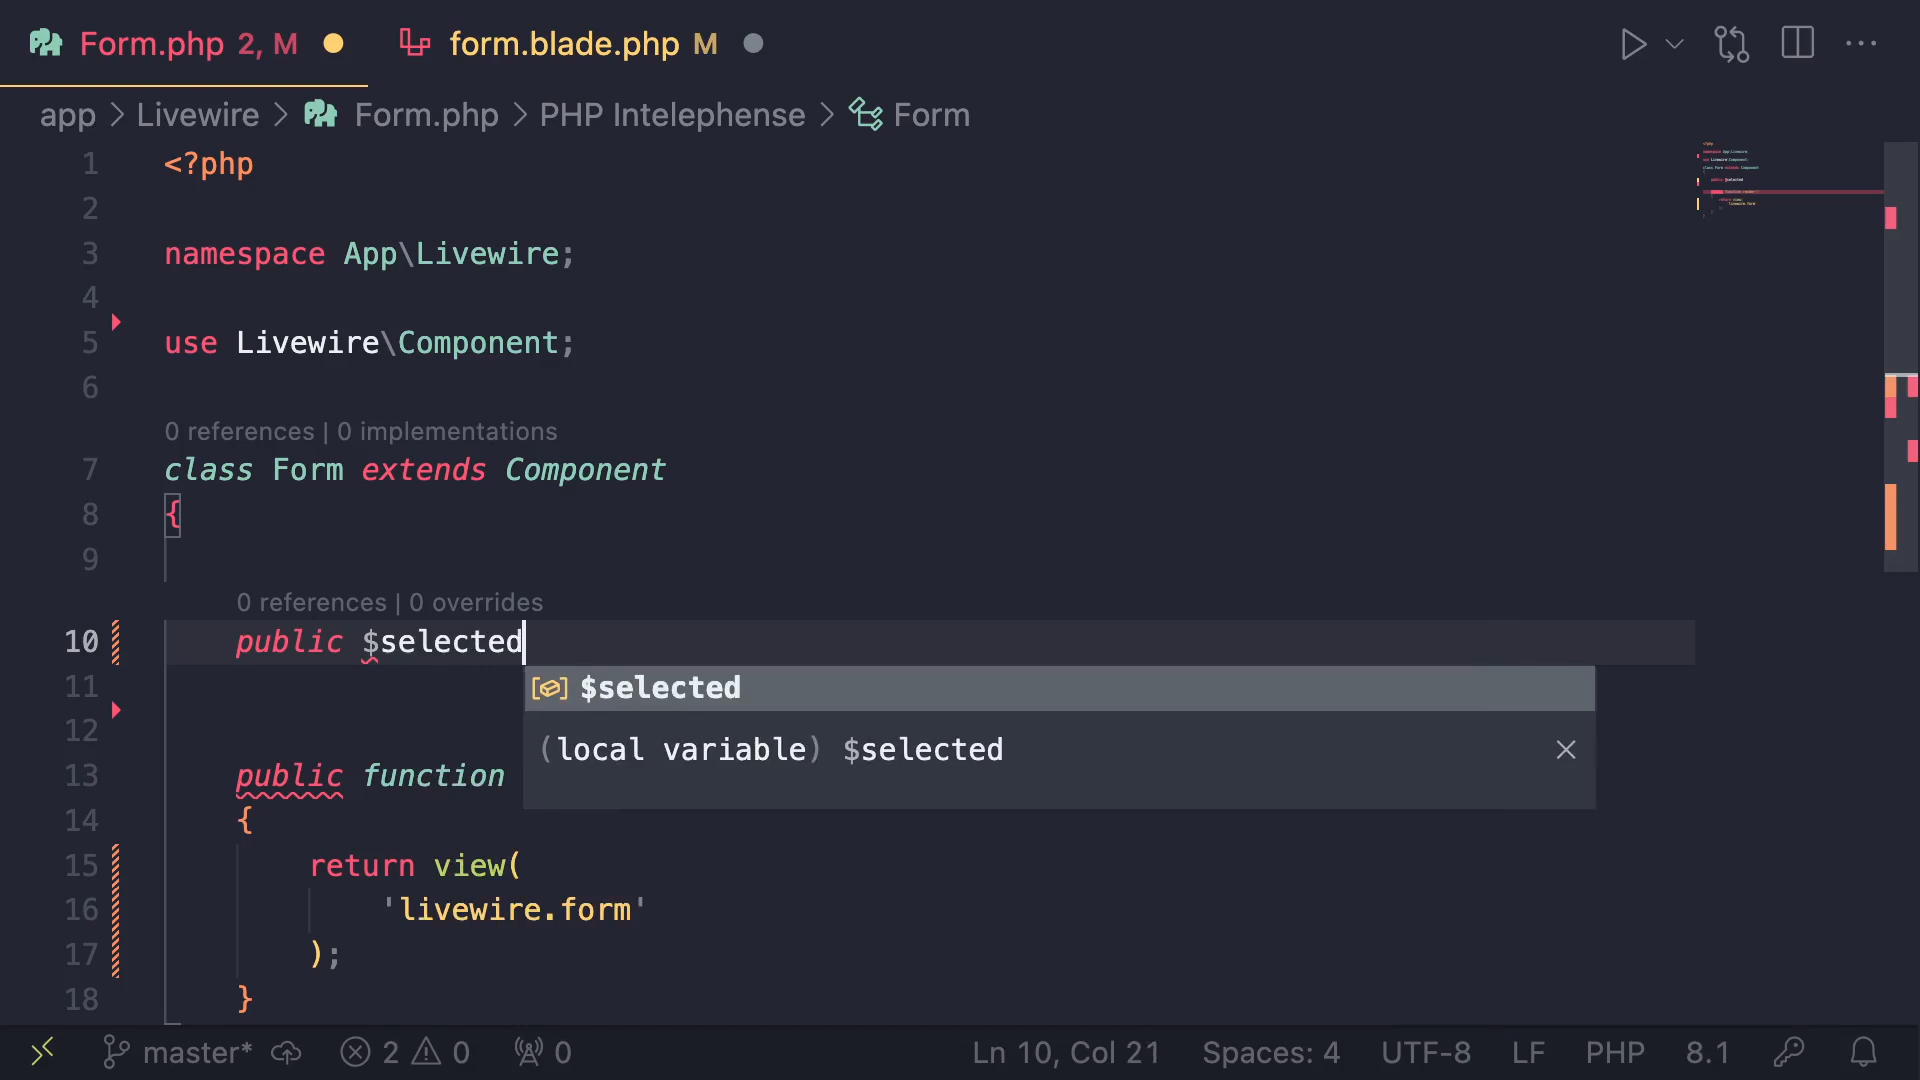 Form.php 2, M form.blade.php M
app > Livewire > Form.php > PHP Intelephense > Form
1 <?php
2
3 namespace App\Livewire;
4
5 use Livewire\Component;
6
0 references | 0 implementations
7 class Form extends Component
8 {
9
0 references | 0 overrides
10 public $selected
$selected
11
(local variable) $selected
12
13 public function
14 {
15 return view(
16 'livewire.form'
17 );
18 }
master* 2 0 0 Ln 10, Col 21 Spaces: 4 UTF-8 LF PHP 8.1